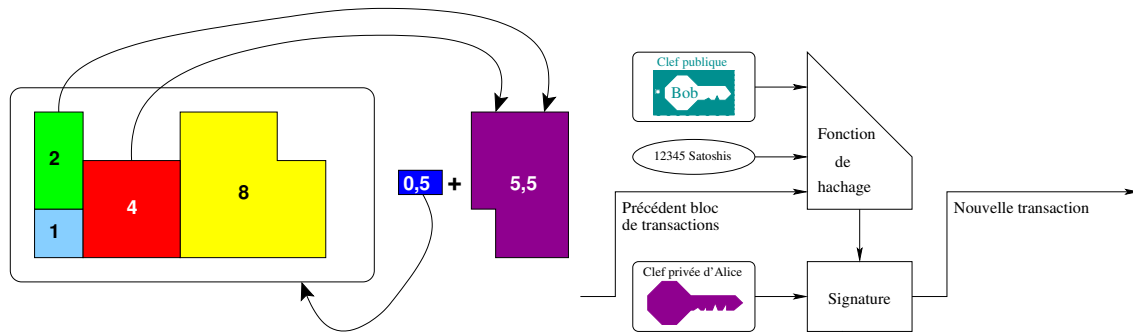 2
1
4
8
0,5
+
5,5
Clef publique
Bob
12345 Satoshis
Fonction
de
hachage
Précédent bloc
de transactions
Nouvelle transaction
Clef privée d'Alice
Signature